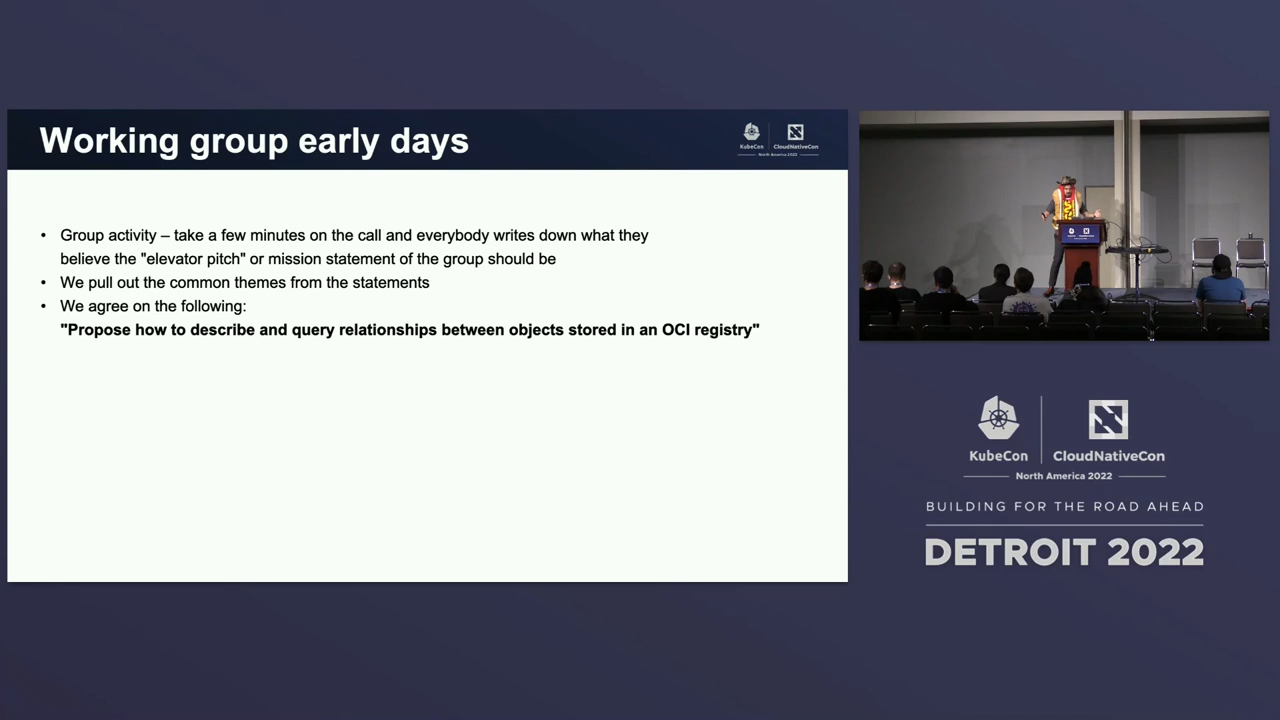 Working group early days
KubeCon
CloudNativeCon
North America 2022
• Group activity – take a few minutes on the call and everybody writes down what they
believe the "elevator pitch" or mission statement of the group should be
• We pull out the common themes from the statements
• We agree on the following:
"Propose how to describe and query relationships between objects stored in an OCI registry"
KubeCon
CloudNativeCon
North America 2022
BUILDING FOR THE ROAD AHEAD
DETROIT 2022